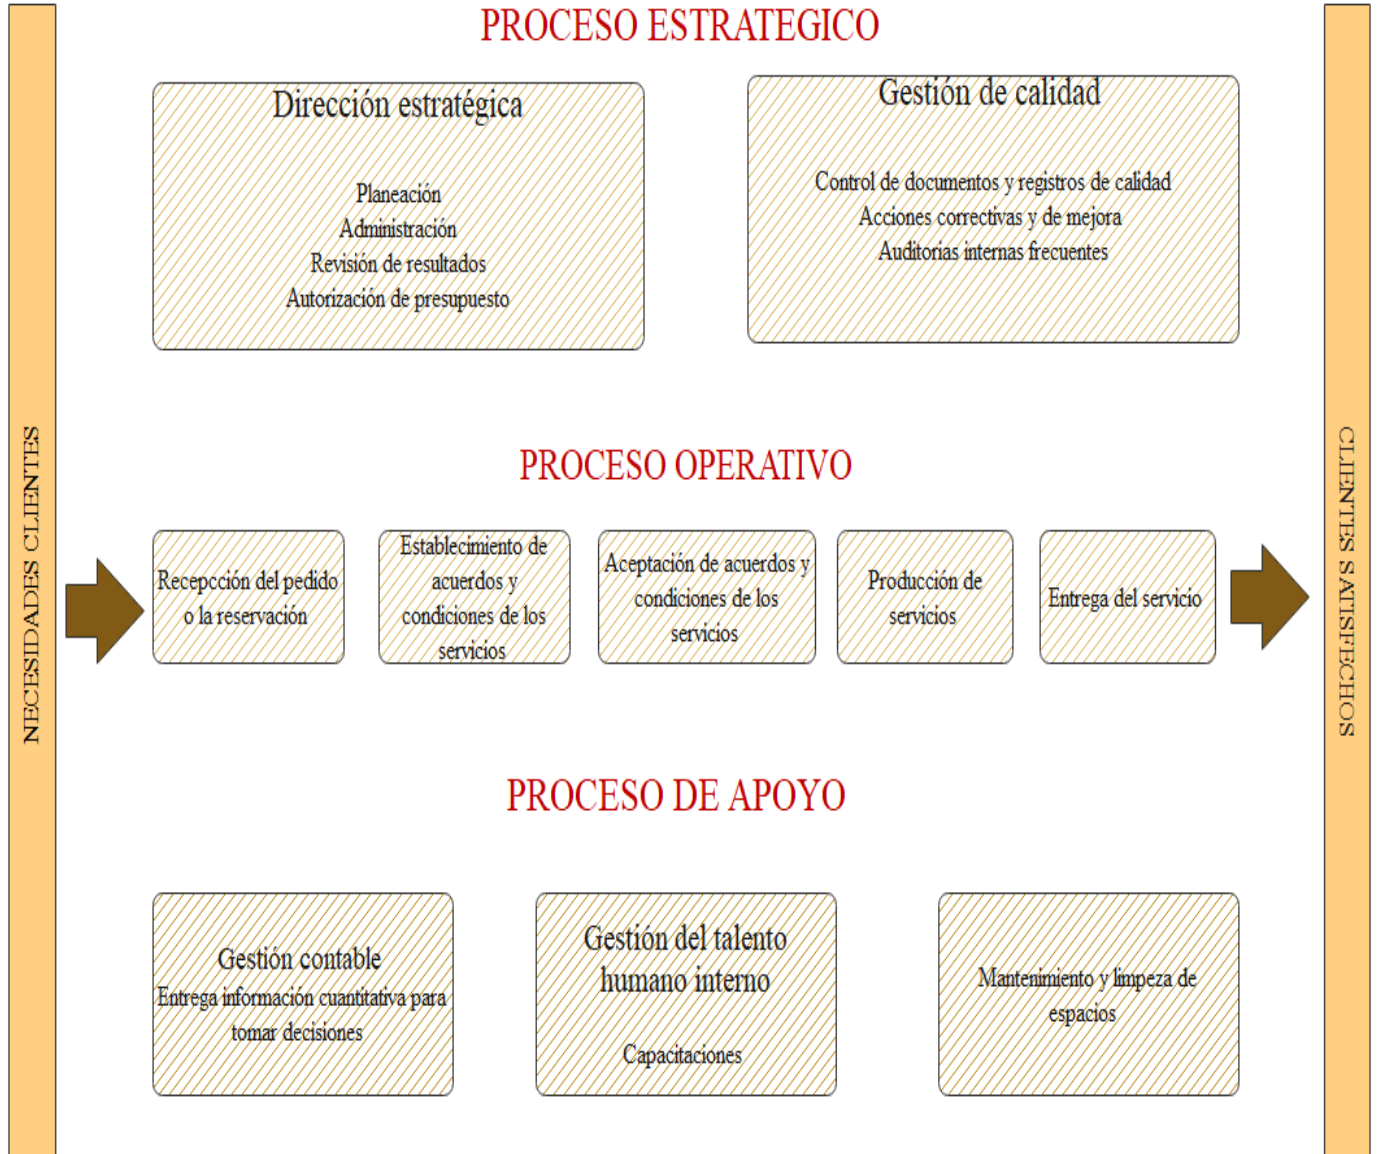 PROCESO ESTRATEGICO
Dirección estratégica
Planeación
Administración
Revisión de resultados
Autorización de presupuesto
Gestión de calidad
Control de documentos y registros de calidad
Acciones correctivas y de mejora
Auditorias internas frecuentes
NECESIDADES CLIENTES
PROCESO OPERATIVO
Recepcción del pedido
o la reservación
Establecimiento de
acuerdos y
condiciones de los
servicios
Aceptación de acuerdos y
condiciones de los
servicios
Producción de
servicios
Entrega del servicio
CLIENTES SATISFECHOS
PROCESO DE APOYO
Gestión contable
Entrega información cuantitativa para
tomar decisiones
Gestión del talento
humano interno
Capacitaciones
Mantenimiento y limpeza de
espacios